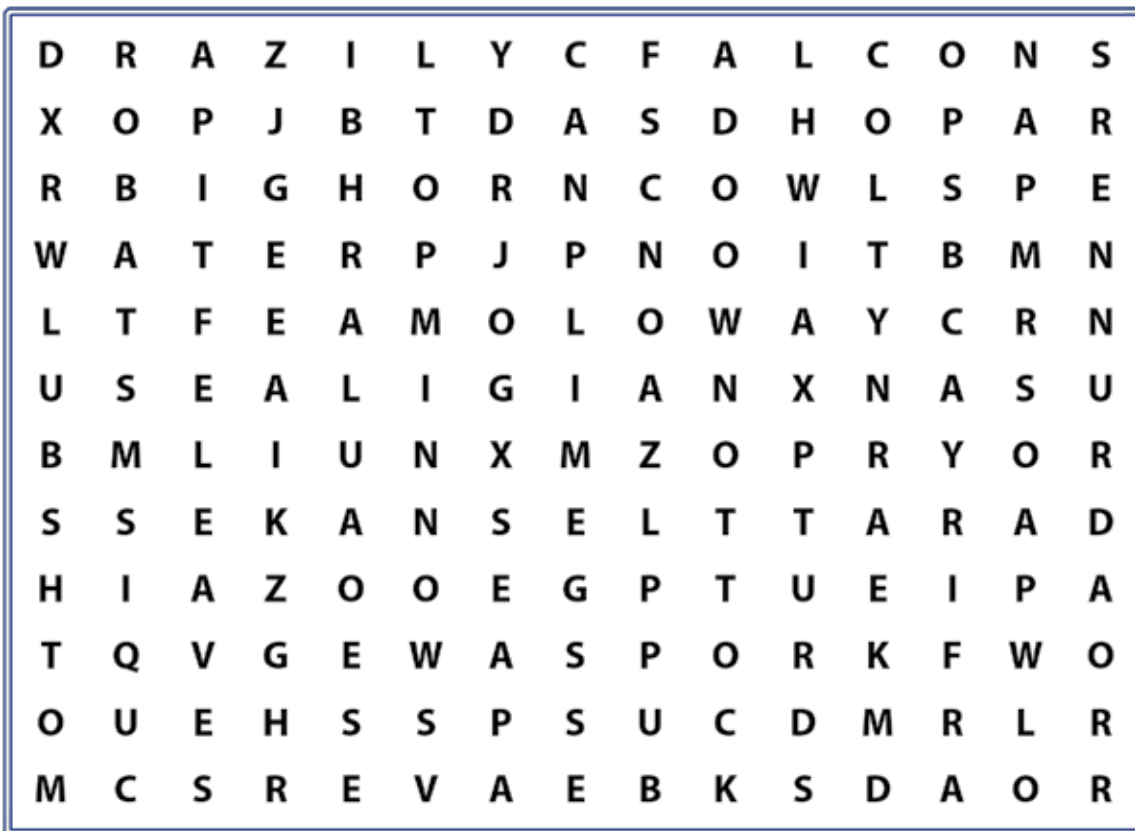 D R A Z I L Y C F A L C O N S
X O P J B T D A S D H O P A R
R B I G H O R N C O W L S P E
W A T E R P J P N O I T B M N
L T F E A M O L O W A Y C R N
U S E A L I G I A N X N A S U
B M L I U N X M Z O P R Y O R
S S E K A N S E L T T A R A D
H I A Z O O E G P T U E I P A
T Q V G E W A S P O R K F W O
O U E H S S P S U C D M R L R
M C S R E V A E B K S D A O R